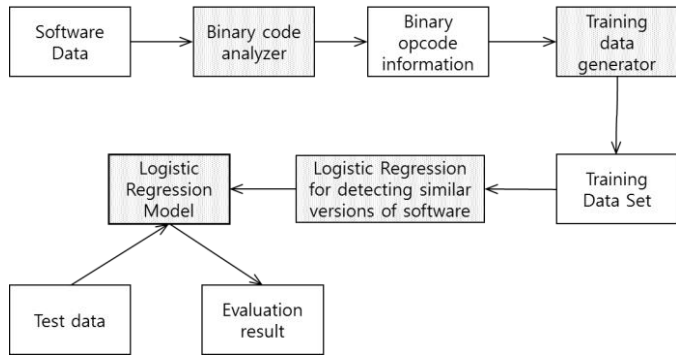 Software
Data
Binary code
analyzer
Binary
opcode
information
Training
data
generator
Logistic
Regression
Model
Logistic Regression
for detecting similar
versions of software
Training
Data Set
Test data
Evaluation
result